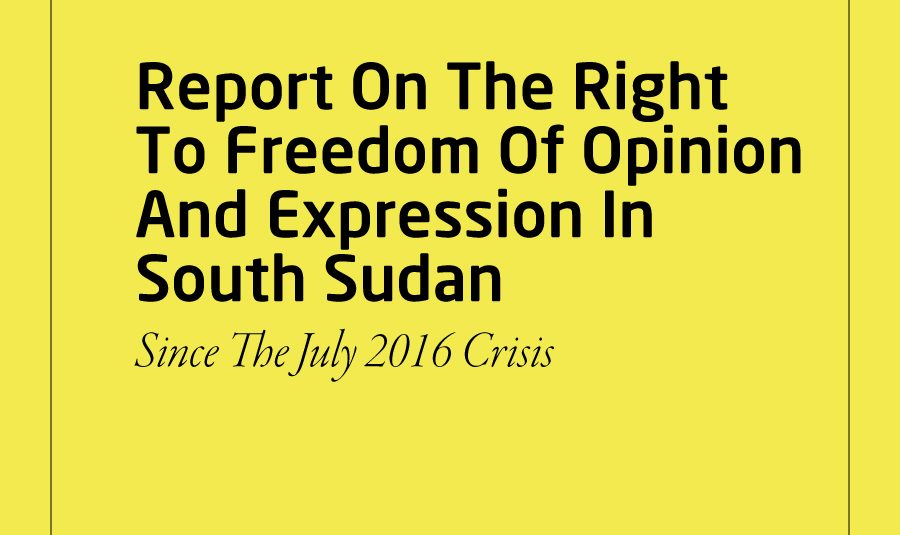 Report On The Right
To Freedom Of Opinion
And Expression In
South Sudan
Since The July 2016 Crisis